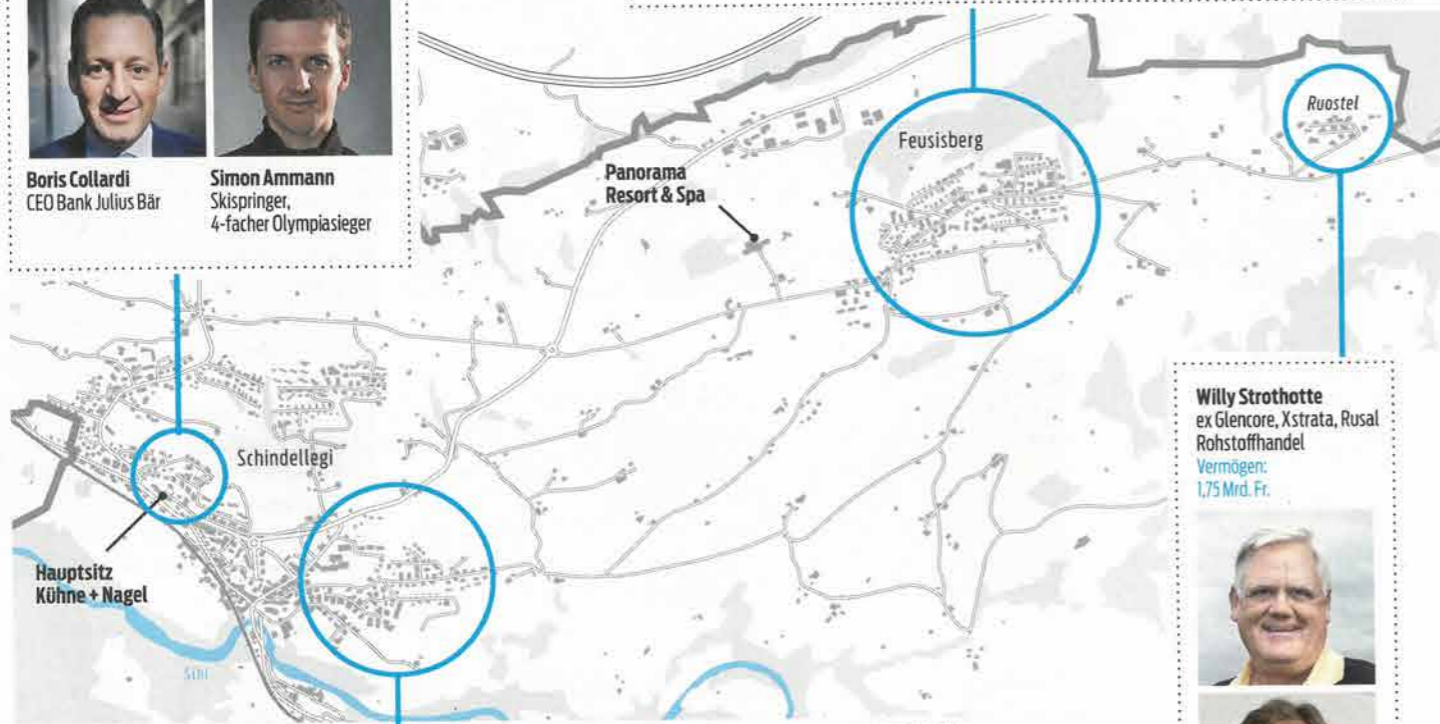 Boris Collardi
CEO Bank Julius Bär
Simon Ammann
Skispringer,
4-facher Olympiasieger
Panorama
Resort & Spa
Feusisberg
Ruostel
Schindellegi
Hauptsitz
Kühne + Nagel
Sihl
Willy Strothotte
ex Glencore, Xstrata, Rusal
Rohstoffhandel
Vermögen:
1,75 Mrd. Fr.